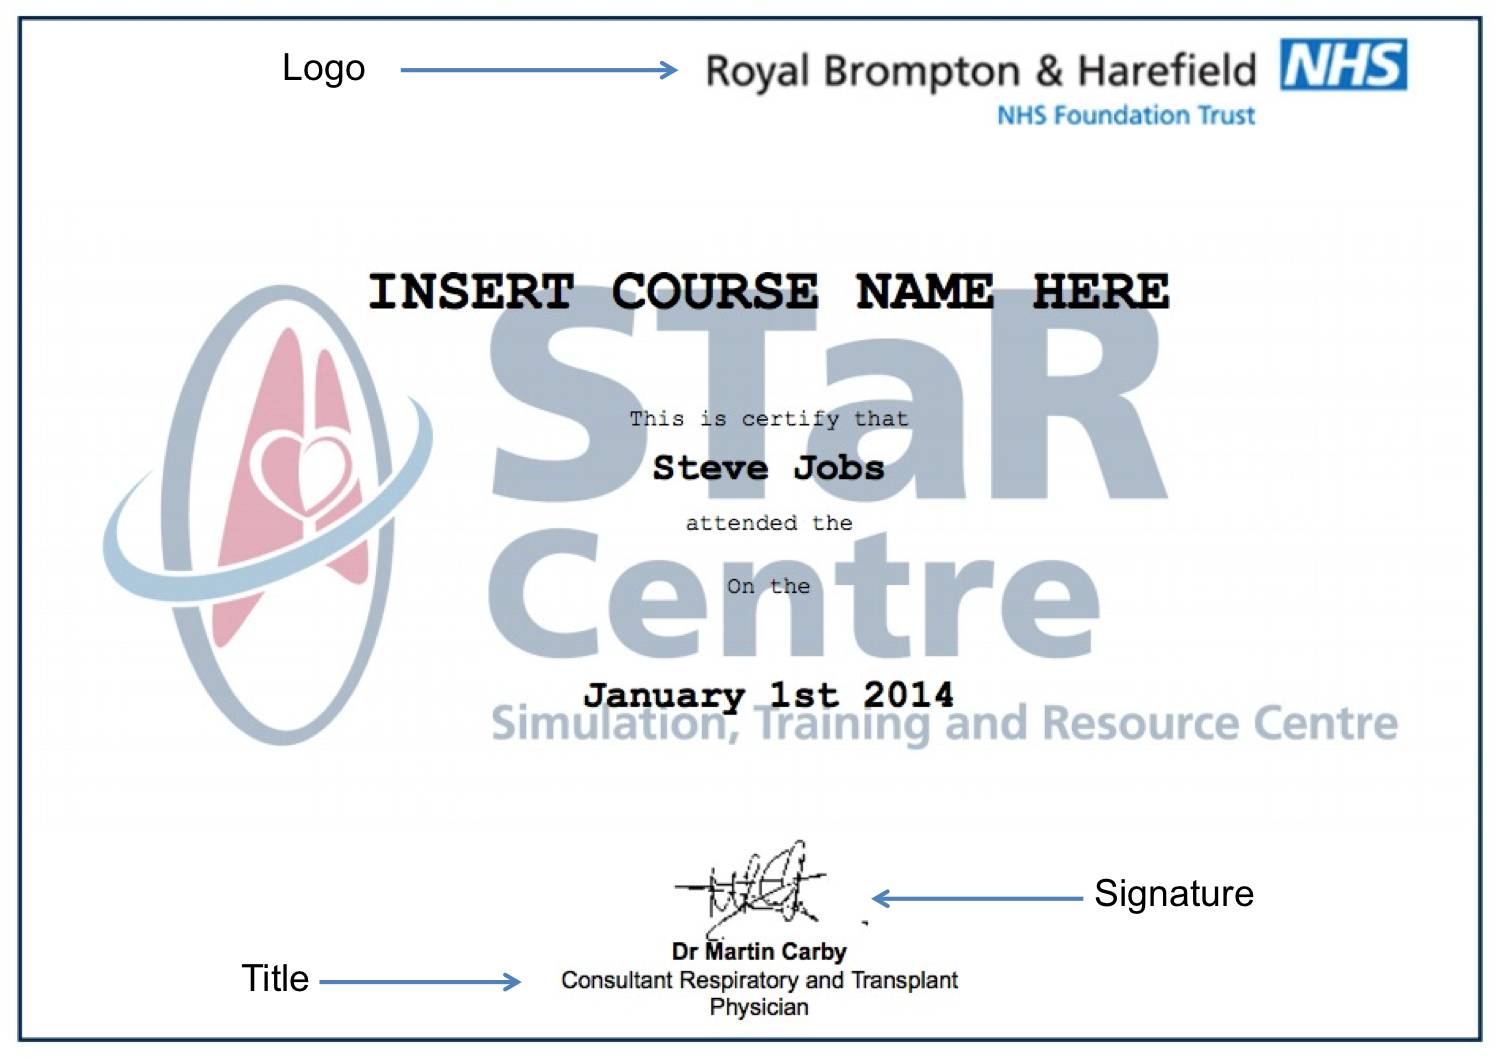 Logo
Royal Brompton & Harefield NHS
NHS Foundation Trust
INSERT COURSE NAME HERE
STaR
This is certify that
Steve Jobs
attended the
Centre
On the
January 1st 2014
Simulation, Training and Resource Centre
Signature
Dr Martin Carby
Title
Consultant Respiratory and Transplant
Physician